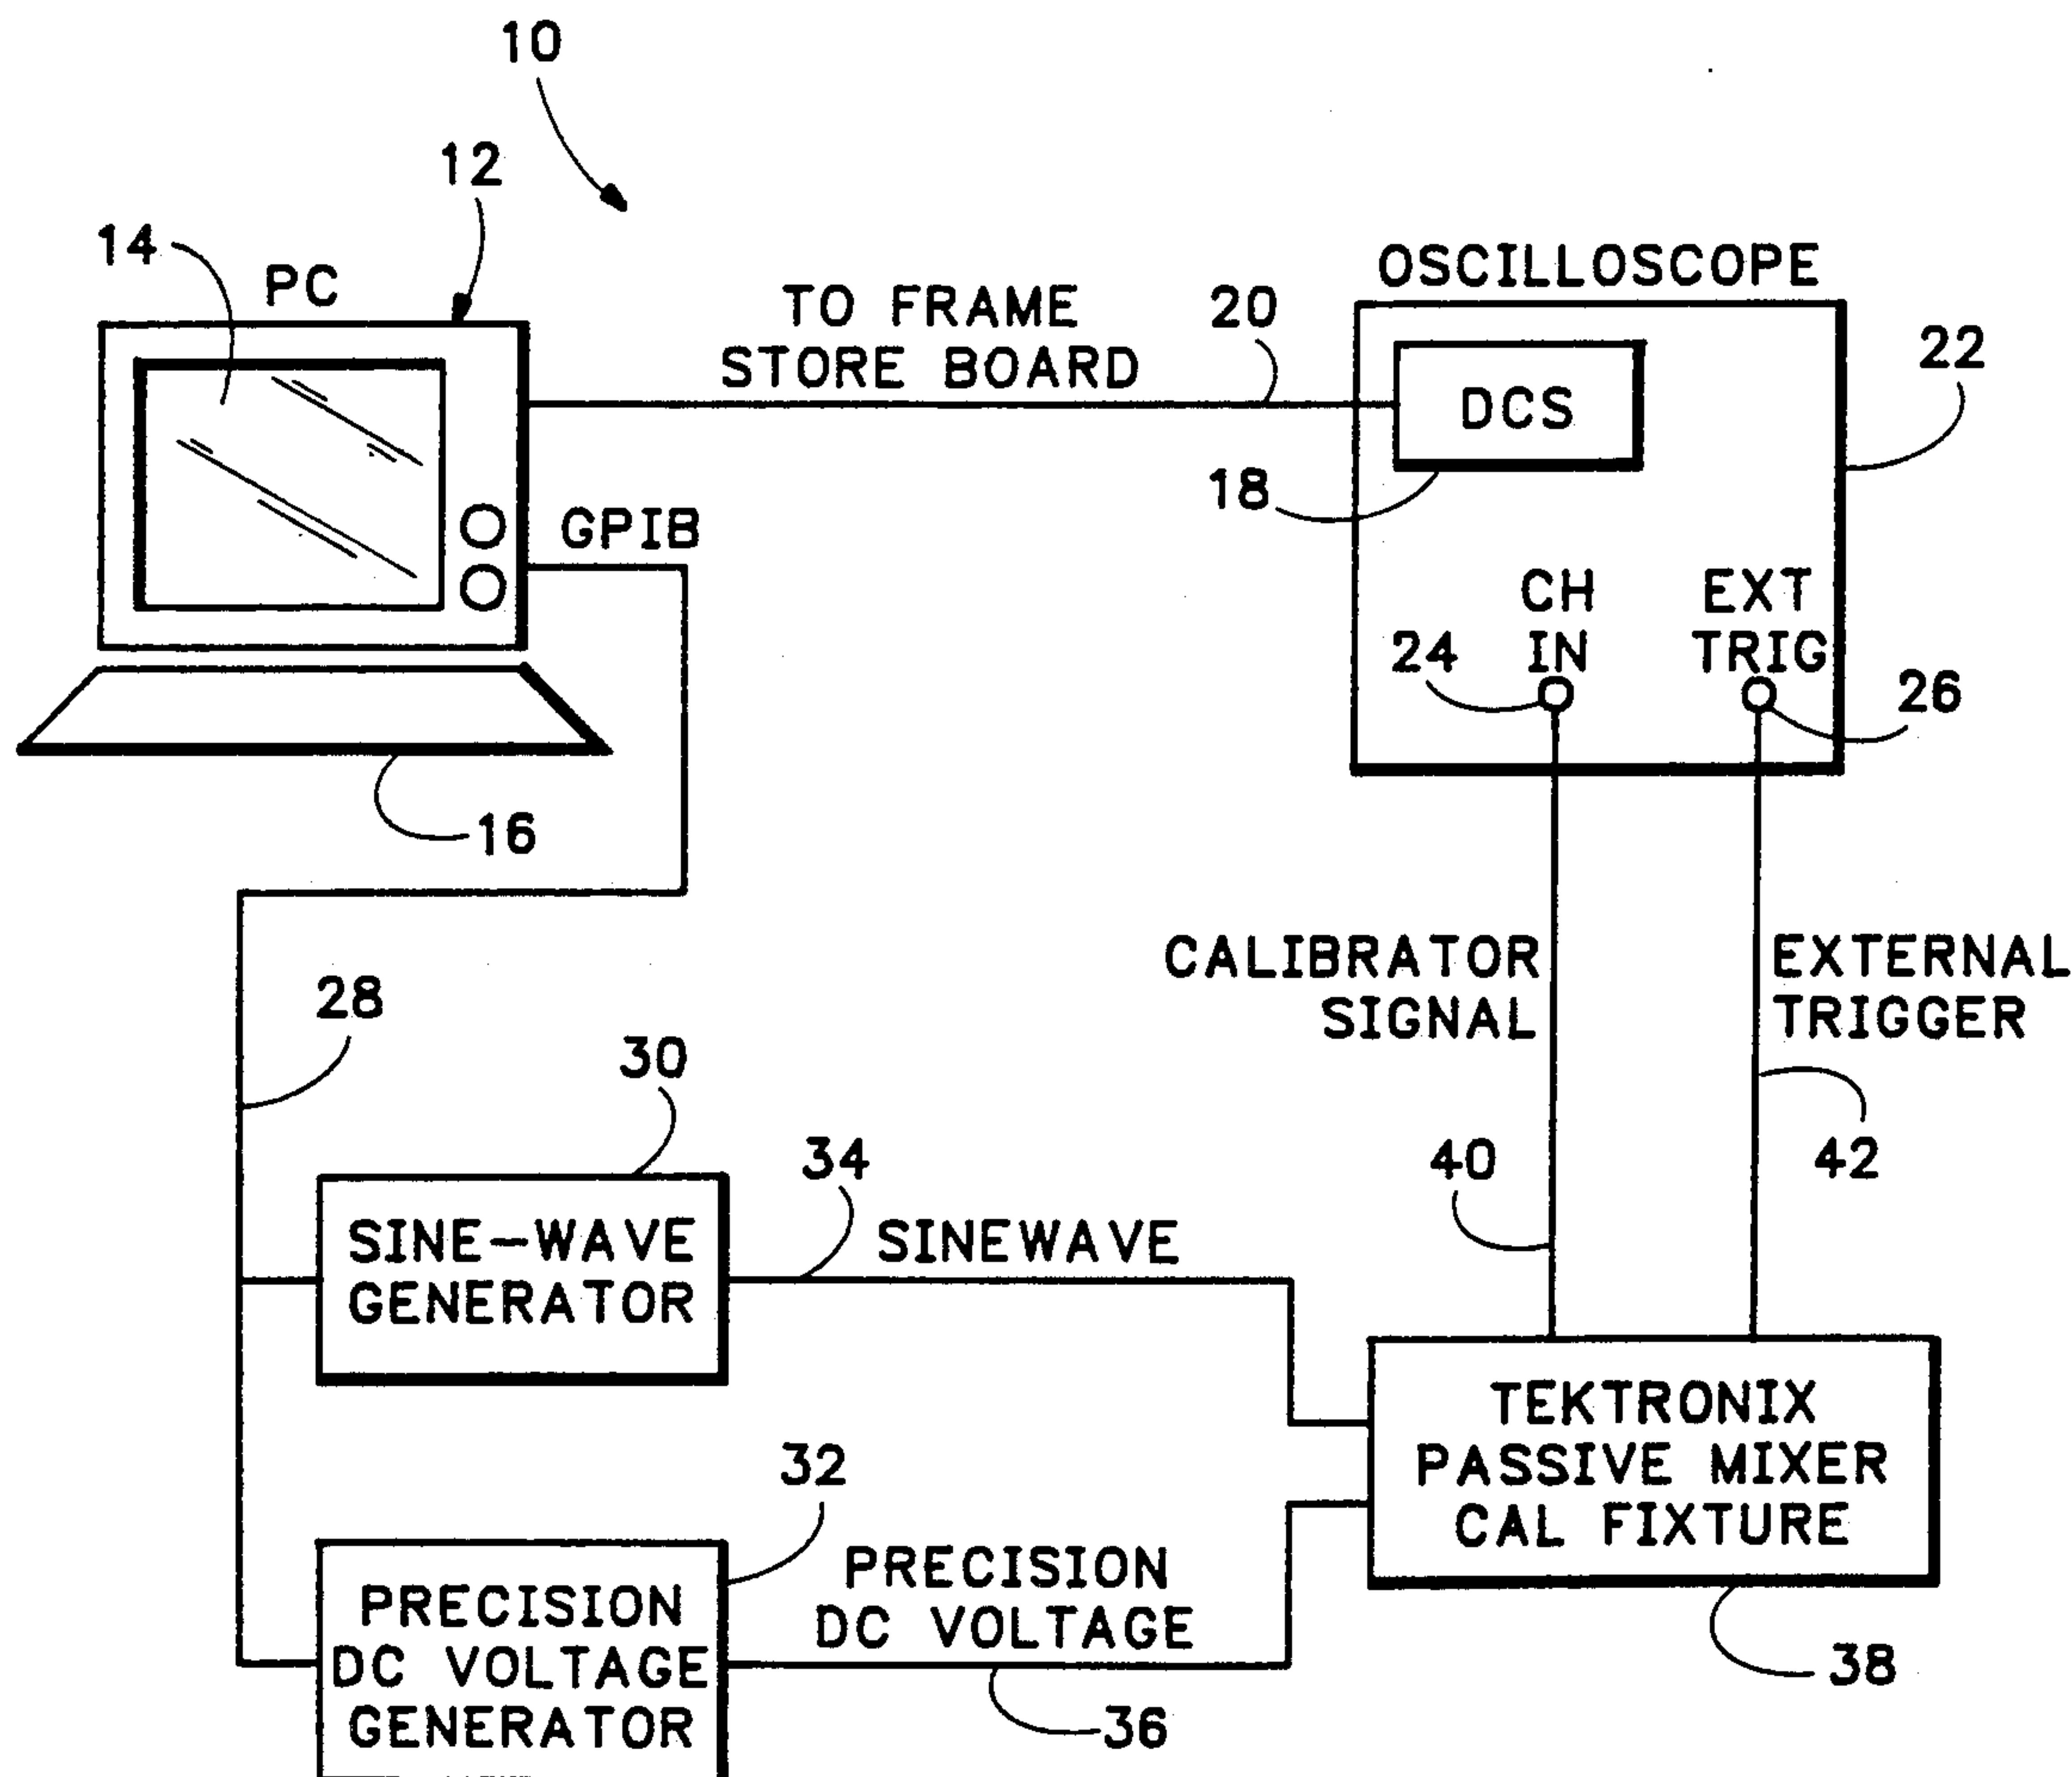 10
12
14
PC
OSCILLOSCOPE
TO FRAME
STORE BOARD
20
22
DCS
18
GPIB
CH
IN
EXT
TRIG
24
26
16
CALIBRATOR
SIGNAL
EXTERNAL
TRIGGER
28
30
34
40
42
SINE-WAVE
GENERATOR
SINEWAVE
TEKTRONIX
PASSIVE MIXER
CAL FIXTURE
32
PRECISION
DC VOLTAGE
PRECISION
DC VOLTAGE
GENERATOR
36
38